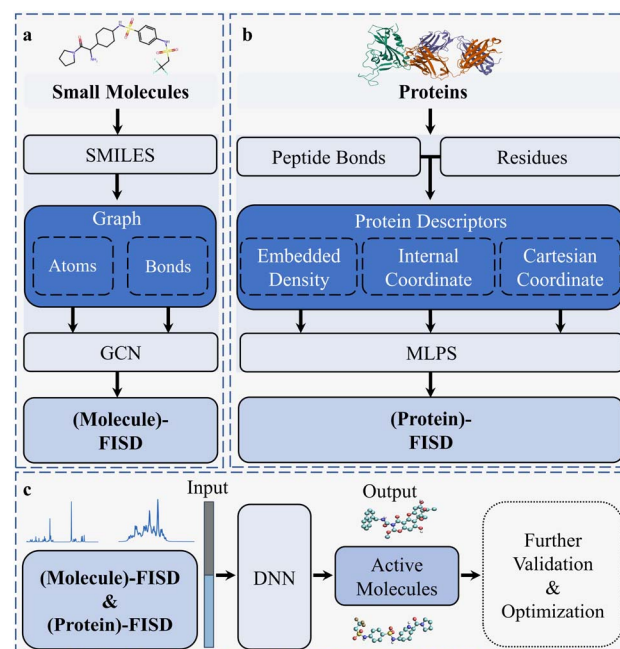 a
Small Molecules
SMILES
Graph
Atoms
Bonds
GCN
(Molecule)-
FISD
b
Proteins
Peptide Bonds
Residues
Protein Descriptors
Embedded
Density
Internal
Coordinate
Cartesian
Coordinate
MLPS
(Protein)-
FISD
c
(Molecule)-FISD
&
(Protein)-FISD
Input
DNN
Output
Active
Molecules
Further
Validation
&
Optimization